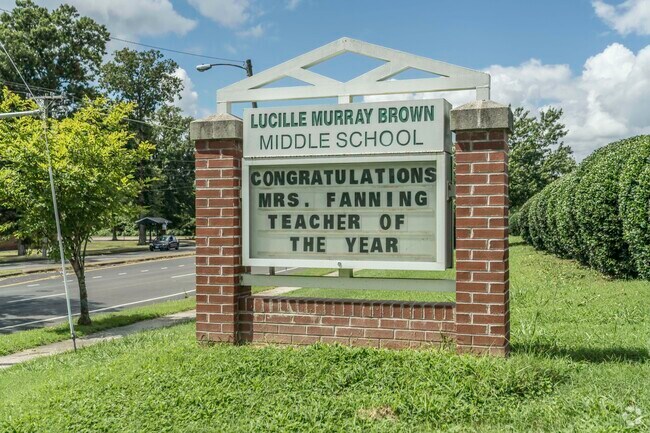 LUCILLE MURRAY BROWN
MIDDLE SCHOOL
CONGRATULATIONS
MRS. FANNING
TEACHER OF
THE YEAR